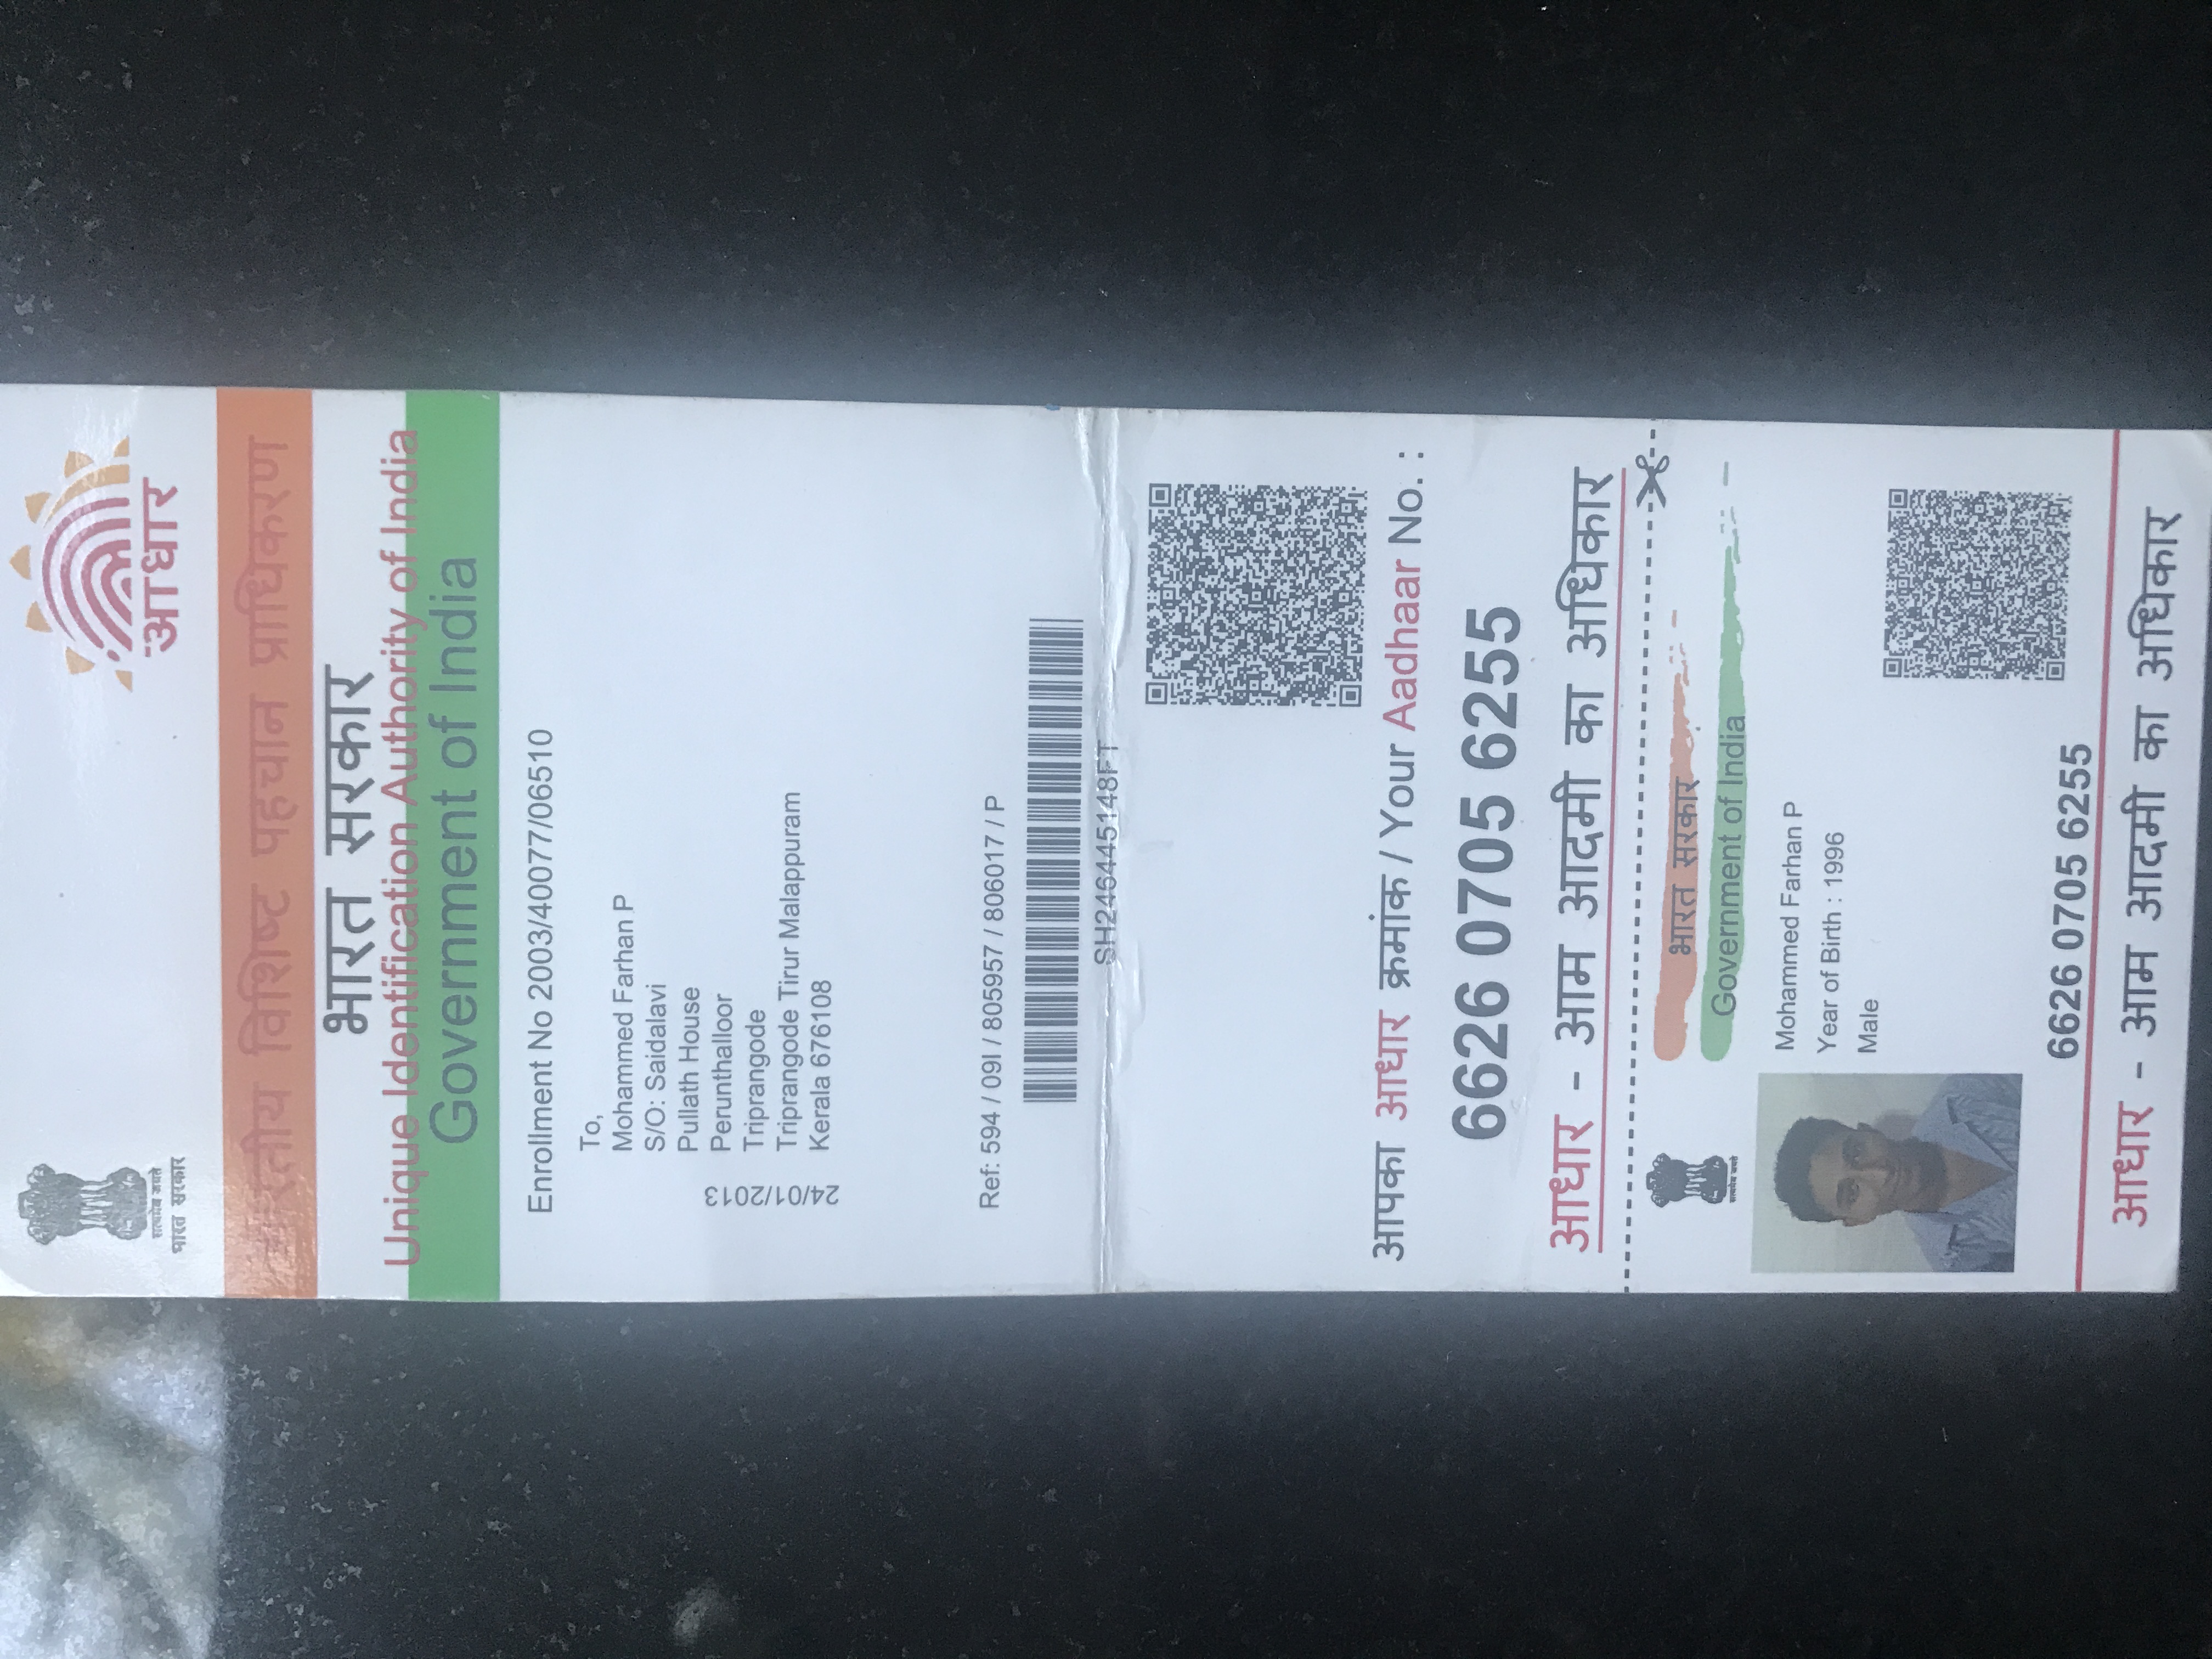 सत्यमेव जयते
भारत सरकार
आधार
भारतीय विशिष्ट पहचान प्राधिकरण
भारत सरकार
Unique Identification Authority of India
Government of India
Enrollment No 2003/40077/06510
To,
Mohammed Farhan P
S/O: Saidalavi
Pullath House
Perunthalloor
Triprangode
Triprangode Tirur Malappuram
Kerala 676108
24/01/2013
Ref: 594 / 09I / 805957 / 806017 / P
SH246445148FT
आपका आधार क्रमांक / Your Aadhaar No. :
6626 0705 6255
आधार - आम आदमी का अधिकार
सत्यमेव जयते
भारत सरकार
Government of India
Mohammed Farhan P
Year of Birth : 1996
Male
6626 0705 6255
आधार - आम आदमी का अधिकार